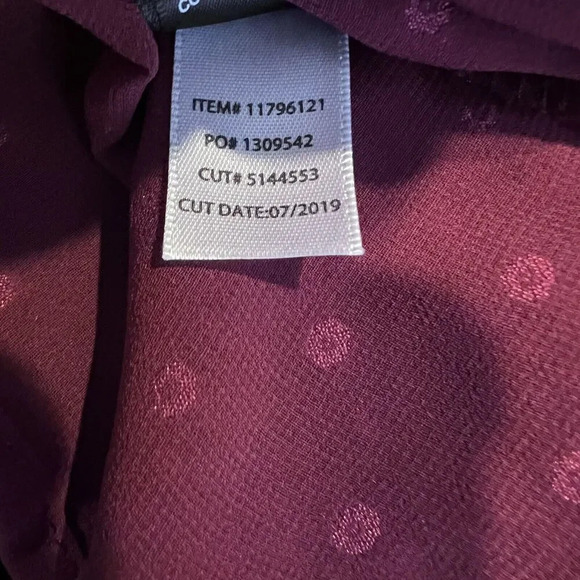 ITEM# 11796121
PO# 1309542
CUT# 5144553
CUT DATE:07/2019